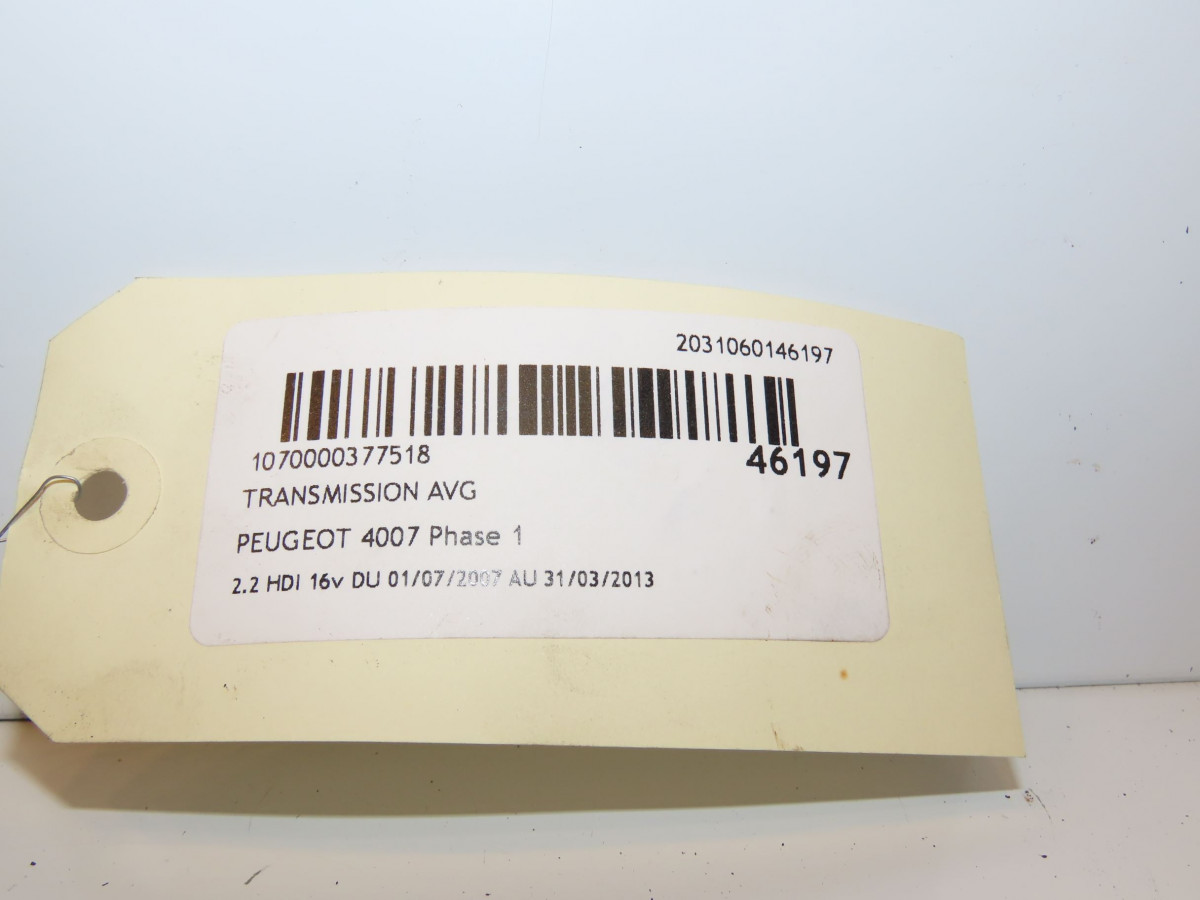 2031060146197
1070000377518 46197
TRANSMISSION AVG
PEUGEOT 4007 Phase 1
2.2 HDI 16v DU 01/07/2007 AU 31/03/2013